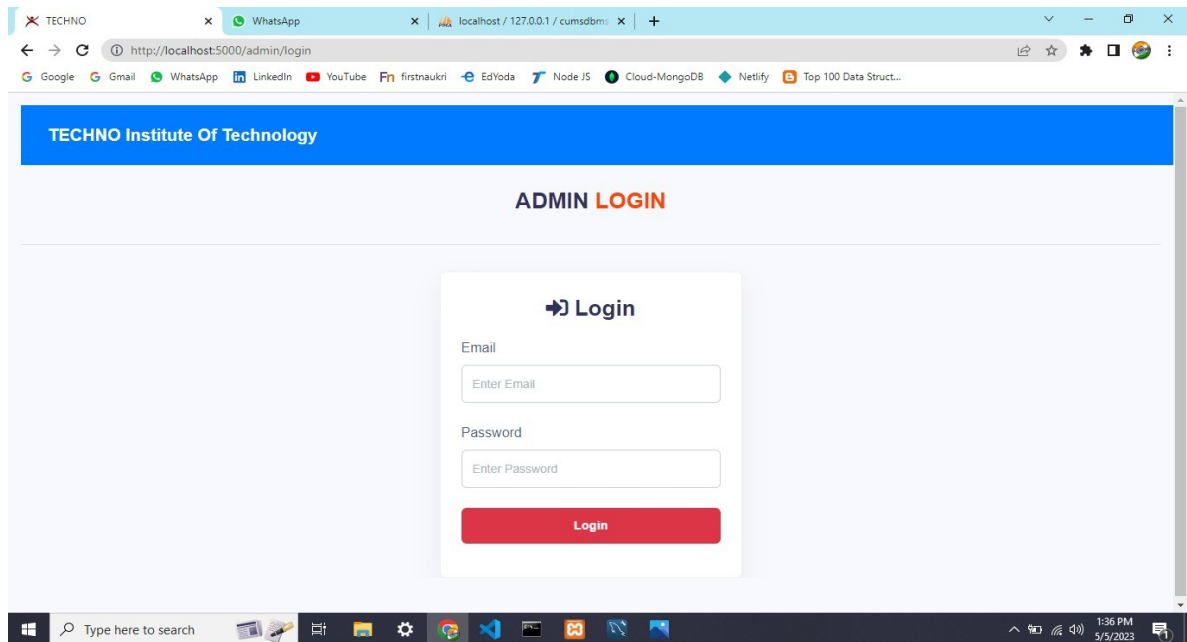 TECHNO
WhatsApp
localhost / 127.0.0.1 / cumsdbms
http://localhost:5000/admin/login
Google Gmail WhatsApp LinkedIn YouTube firstnaukri EdYoda Node JS Cloud-MongoDB Netlify Top 100 Data Struct...
TECHNO Institute Of Technology
ADMIN LOGIN
Login
Email
Enter Email
Password
Enter Password
Login
Type here to search
1:36 PM
5/5/2023